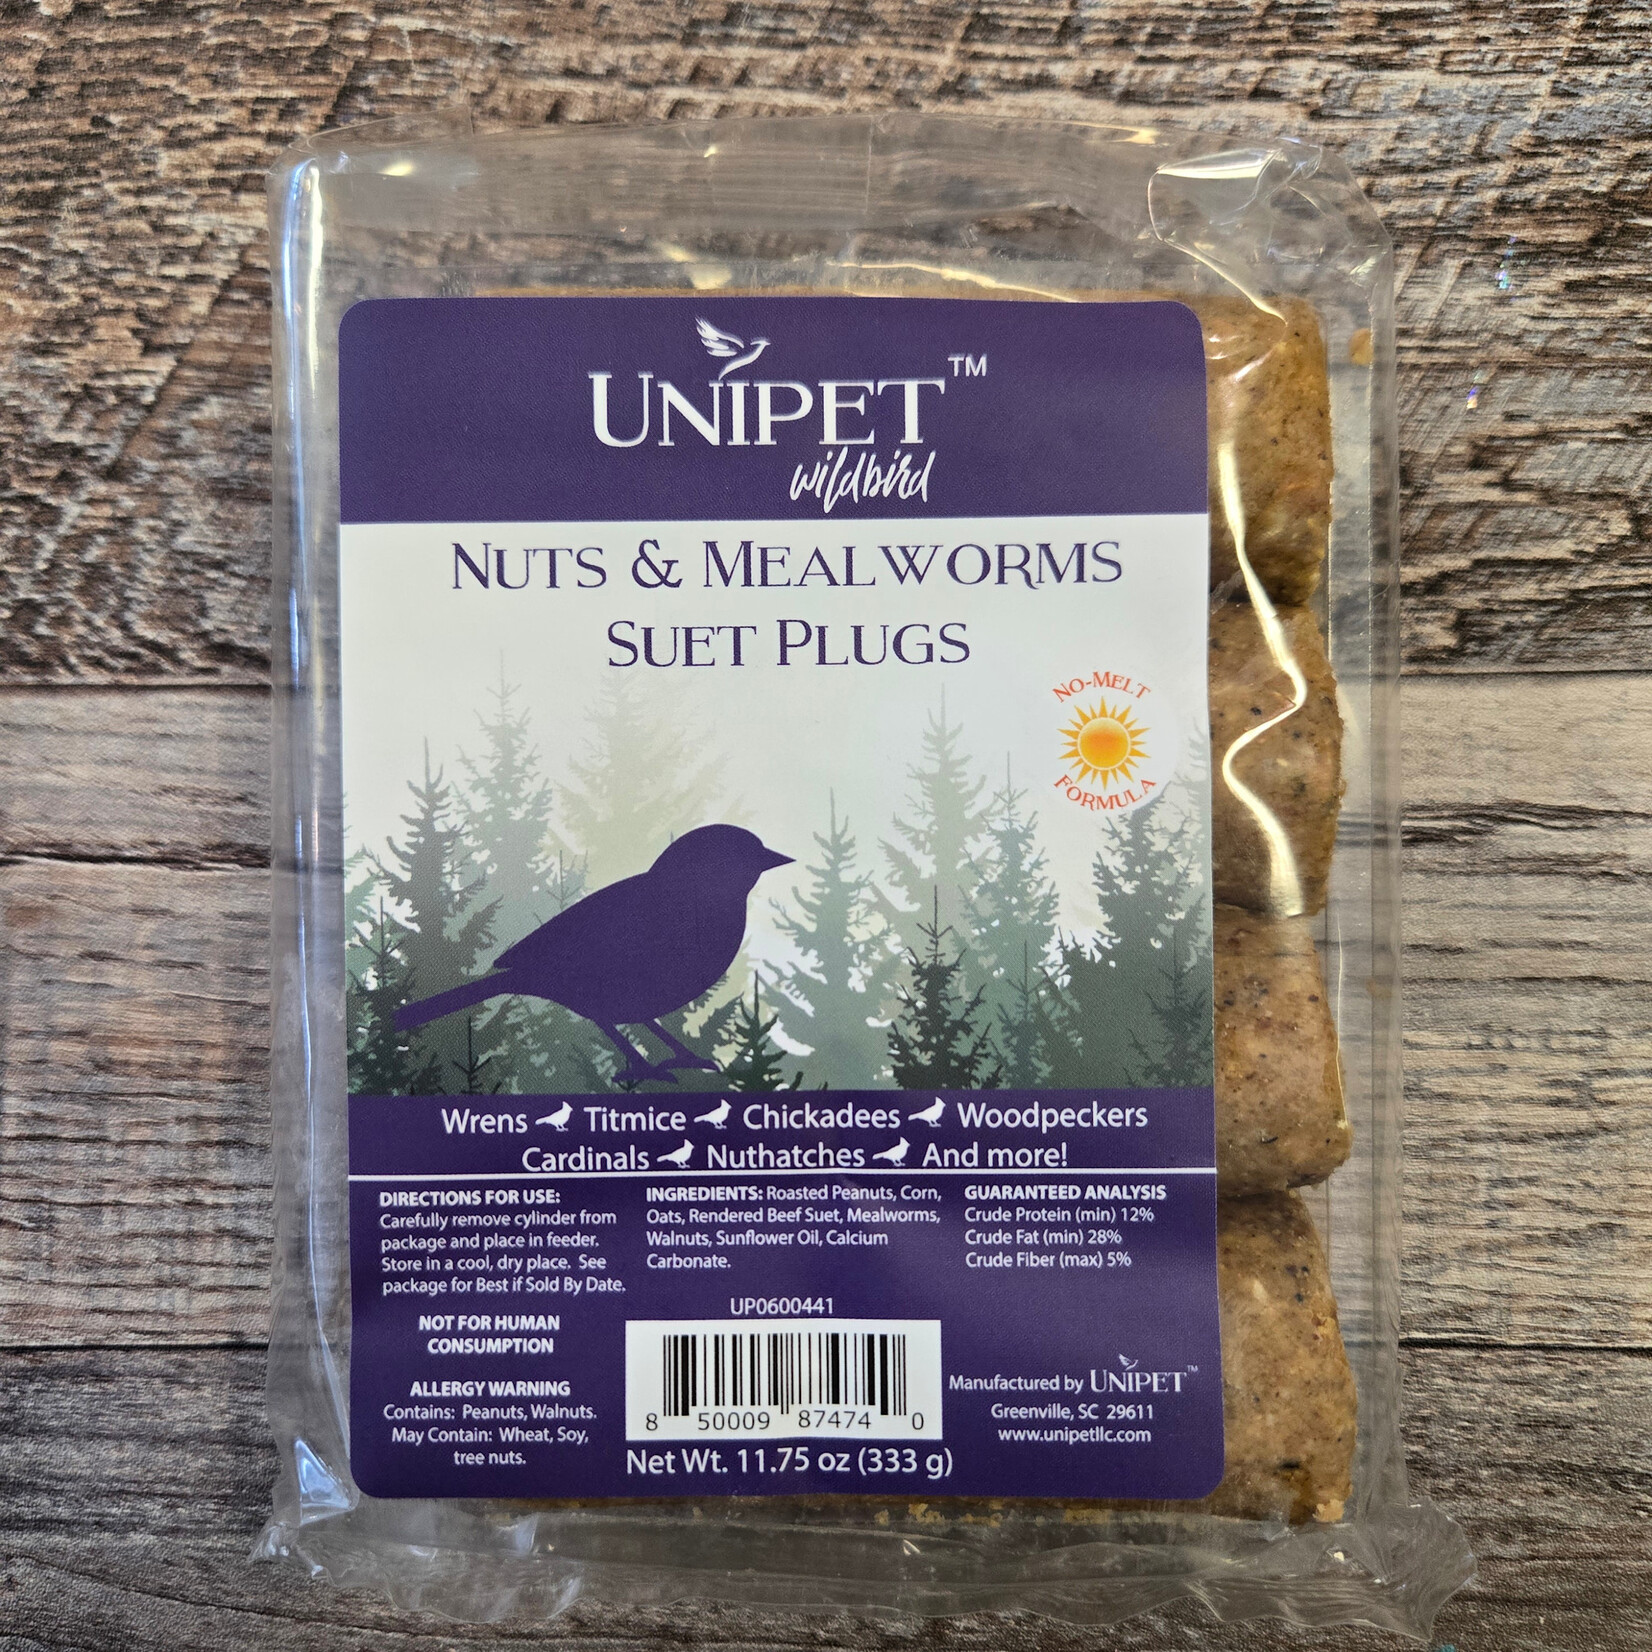 UNIPET™
wildbird
NUTS & MEALWORMS
SUET PLUGS
NO-MELT
FORMULA
Wrens Titmice Chickadees Woodpeckers
Cardinals Nuthatches And more!
DIRECTIONS FOR USE:
Carefully remove cylinder from
package and place in feeder.
Store in a cool, dry place. See
package for Best if Sold By Date.
NOT FOR HUMAN
CONSUMPTION
ALLERGY WARNING
Contains: Peanuts, Walnuts.
May Contain: Wheat, Soy,
tree nuts.
INGREDIENTS: Roasted Peanuts, Corn,
Oats, Rendered Beef Suet, Mealworms,
Walnuts, Sunflower Oil, Calcium
Carbonate.
UP0600441
8 50009 87474 0
Net Wt. 11.75 oz (333 g)
GUARANTEED ANALYSIS
Crude Protein (min) 12%
Crude Fat (min) 28%
Crude Fiber (max) 5%
Manufactured by UNIPET™
Greenville, SC 29611
www.unipetllc.com